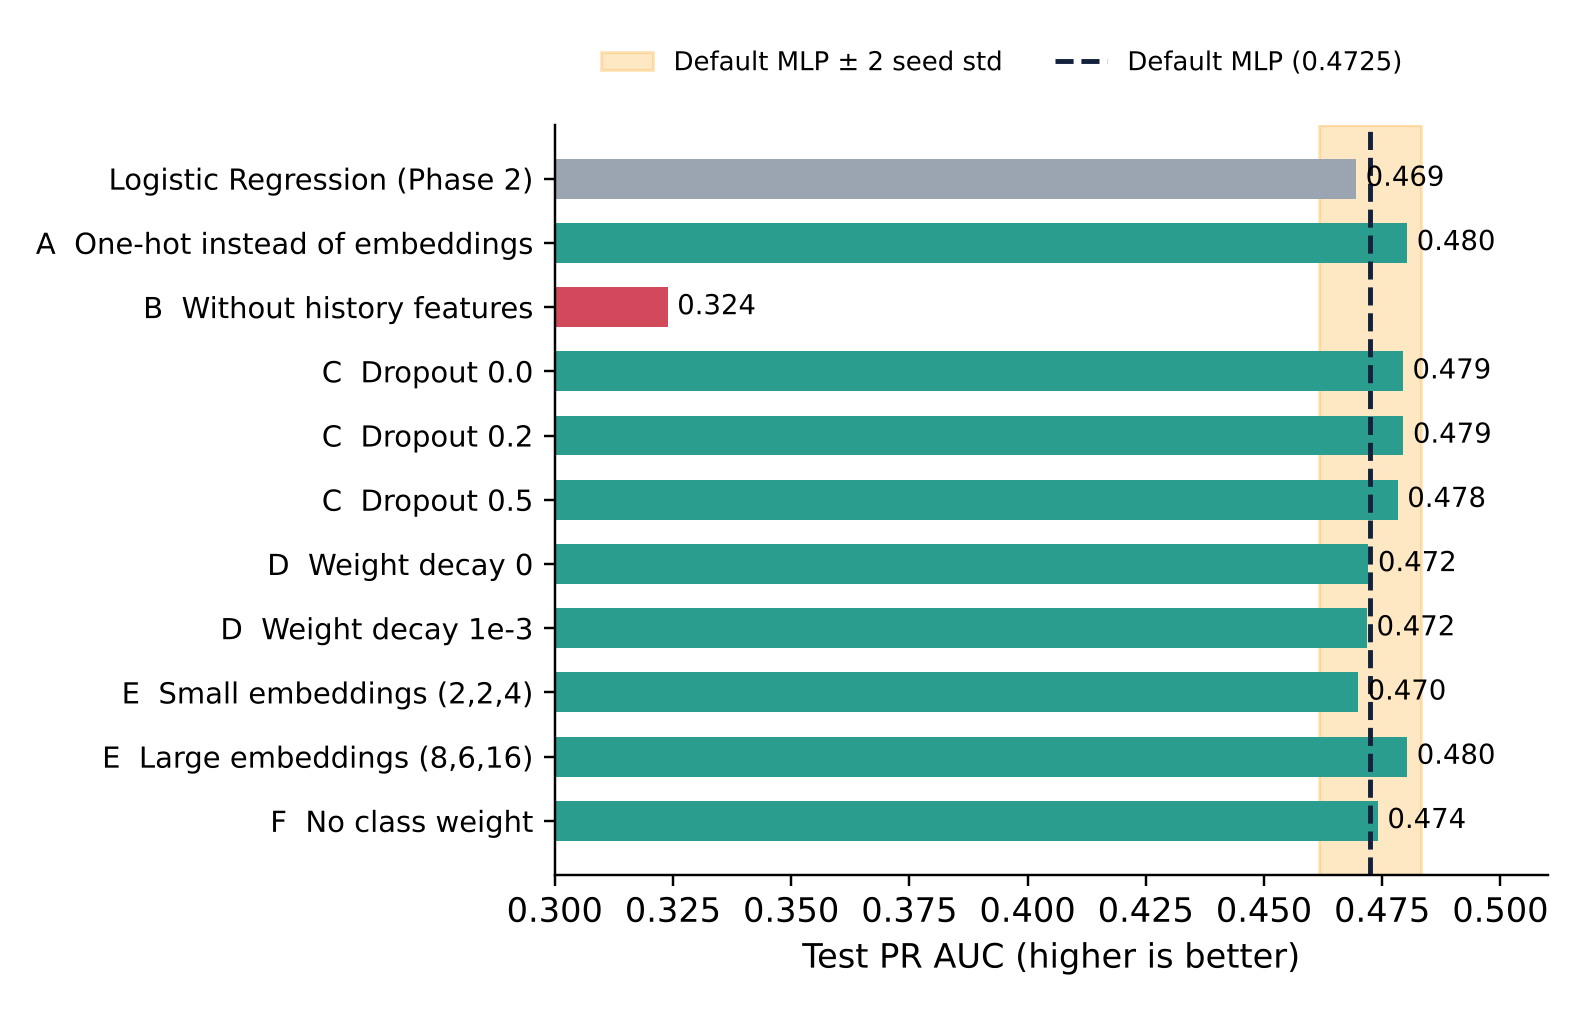 Default MLP ± 2 seed std
Default MLP (0.4725)
Logistic Regression (Phase 2)
0.469
A One-hot instead of embeddings
0.480
B Without history features
0.324
C Dropout 0.0
0.479
C Dropout 0.2
0.479
C Dropout 0.5
0.478
D Weight decay 0
0.472
D Weight decay 1e-3
0.472
E Small embeddings (2,2,4)
0.470
E Large embeddings (8,6,16)
0.480
F No class weight
0.474
0.300 0.325 0.350 0.375 0.400 0.425 0.450 0.475 0.500
Test PR AUC (higher is better)